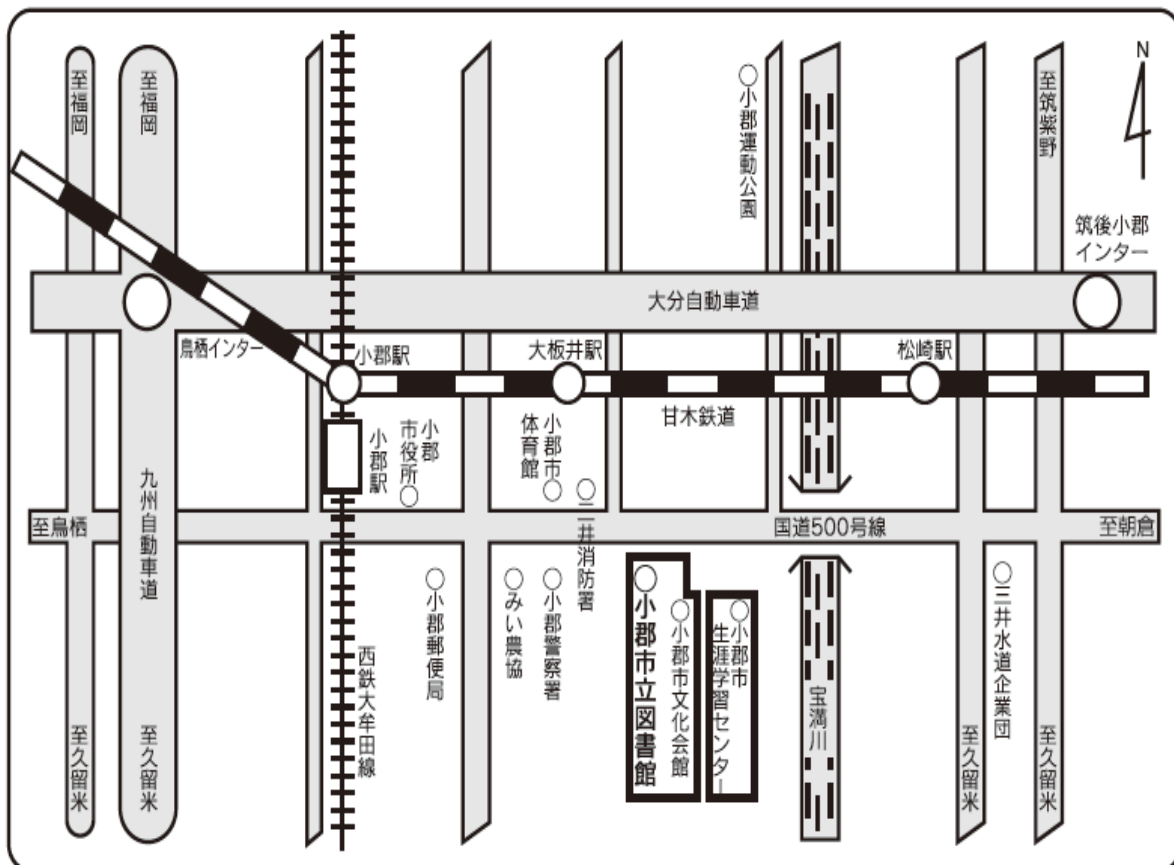 至福岡
至福岡
小郡運動公園
至筑紫野
N
筑後小郡
インター
大分自動車道
鳥栖インター
小郡駅
大板井駅
松崎駅
甘木鉄道
小郡駅
小郡
市役所
小郡市
体育館
三井消防署
九州自動車道
至鳥栖
国道500号線
至朝倉
小郡郵便局
みい農協
小郡警察署
小郡市立図書館
小郡市文化会館
小郡市
生涯学習センター
三井水道企業団
西鉄大牟田線
宝満川
至久留米
至久留米
至久留米
至久留米